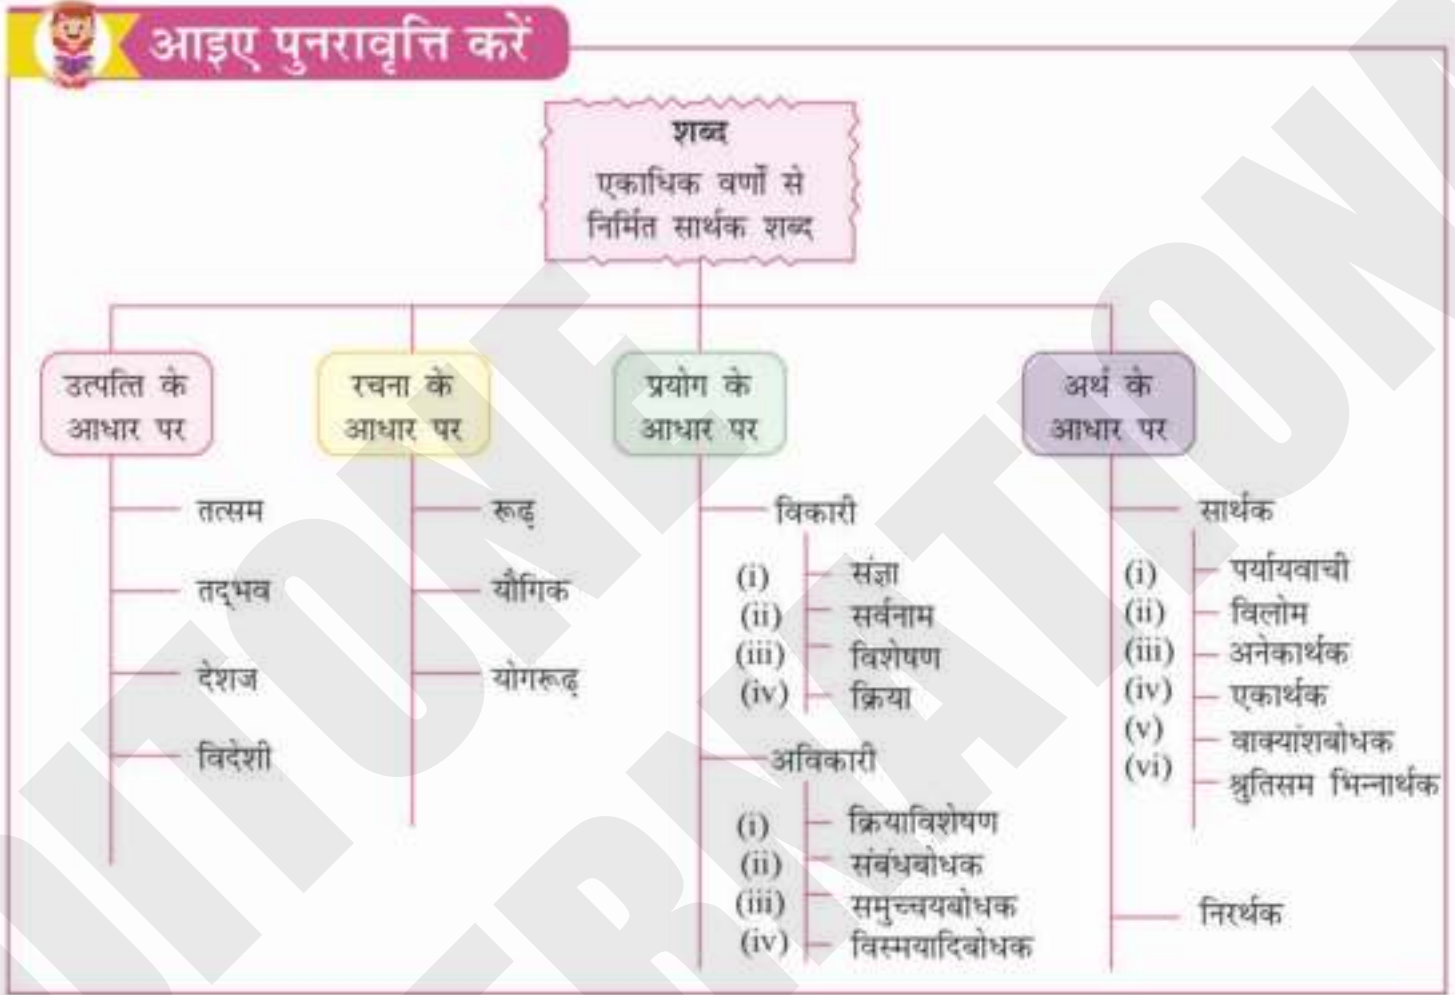 आइए पुनरावृत्ति करें
शब्द
एकाधिक वर्णों से
निर्मित सार्थक शब्द
उत्पत्ति के
आधार पर
तत्सम
तद्भव
देशज
विदेशी
रचना के
आधार पर
रूढ़
यौगिक
योगरूढ़
प्रयोग के
आधार पर
विकारी
(i) संज्ञा
(ii) सर्वनाम
(iii) विशेषण
(iv) क्रिया
अविकारी
(i) क्रियाविशेषण
(ii) संबंधबोधक
(iii) समुच्चयबोधक
(iv) विस्मयादिबोधक
अर्थ के
आधार पर
सार्थक
(i) पर्यायवाची
(ii) विलोम
(iii) अनेकार्थक
(iv) एकार्थक
(v) वाक्यांशबोधक
(vi) श्रुतिसम भिन्नार्थक
निरर्थक